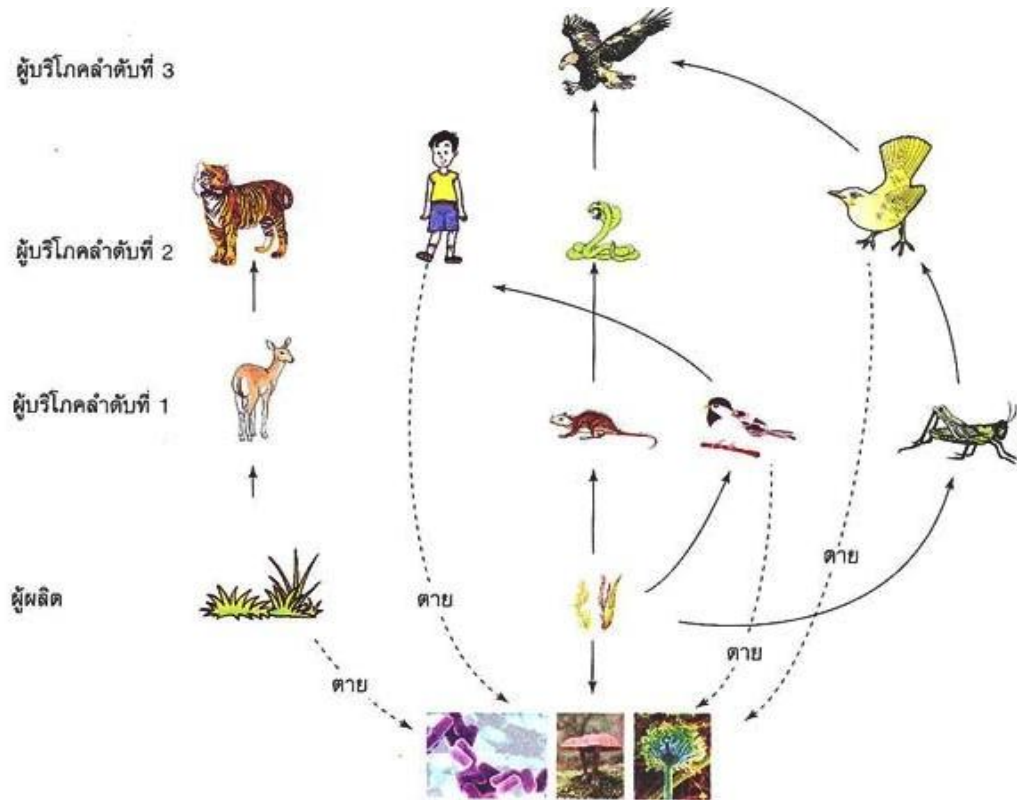 ผู้บริโภคลำดับที่ 3
ผู้บริโภคลำดับที่ 2
ผู้บริโภคลำดับที่ 1
ผู้ผลิต
ตาย
ตาย
ตาย
ตาย